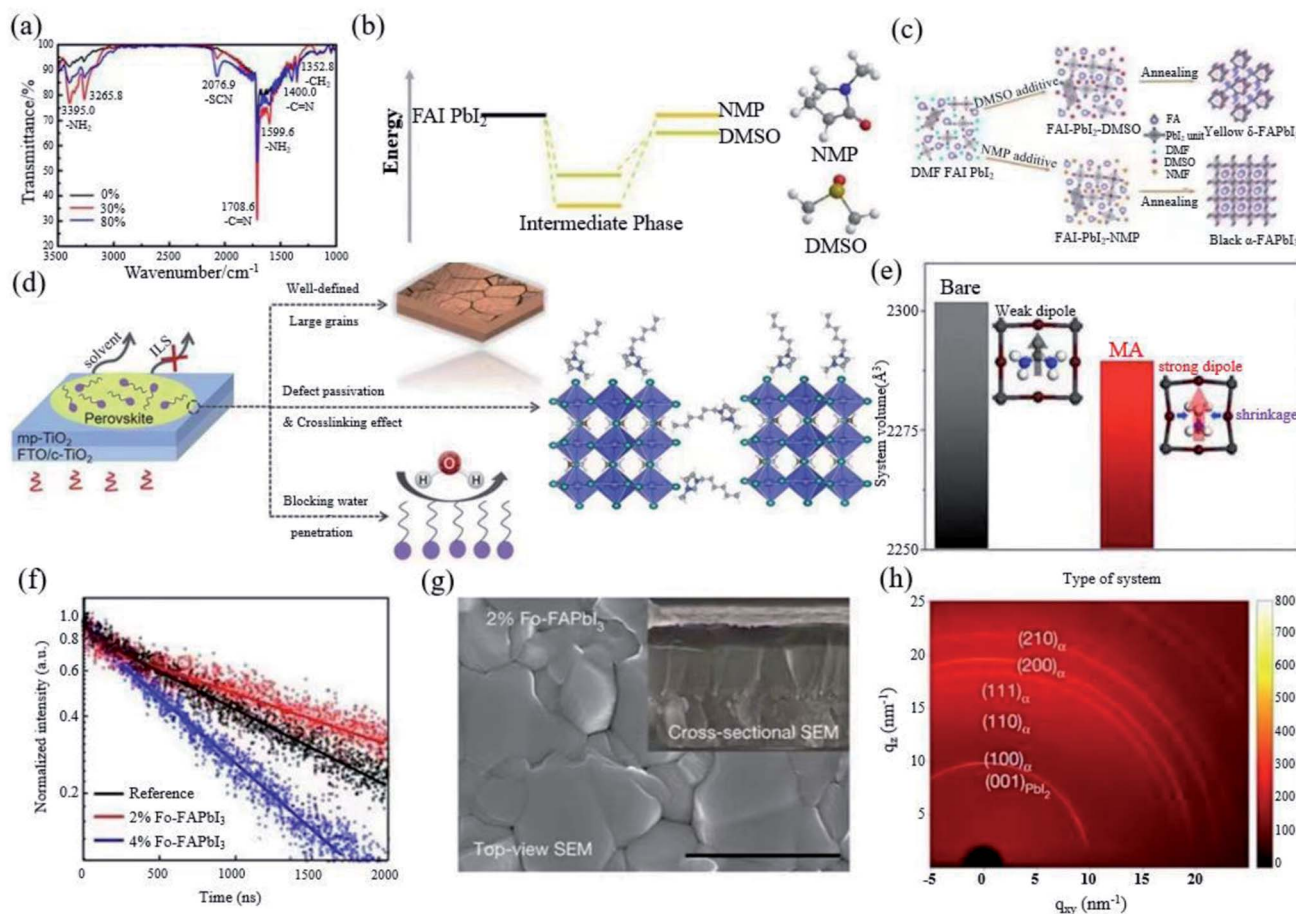 (a)
Transmittance/%
100
90
80
70
60
50
40
30
20
3265.8
3395.0
-NH2
2076.9
-SCN
1352.8
-CH2
1400.0
-C=N
1599.6
-NH2
1708.6
-C=N
0%
30%
80%
3500 3000 2500 2000 1500 1000
Wavenumber/cm-1
(b)
Energy
FAI PbI2
NMP
DMSO
Intermediate Phase
NMP
DMSO
(c)
DMSO additive
NMP additive
DMF FAI PbI2
Annealing
FAI-PbI2-DMSO
Yellow δ-FAPbI3
FA
PbI2 unit
DMF
DMSO
NMF
FAI-PbI2-NMP
Annealing
Black α-FAPbI3
(d)
solvent
ILS
Perovskite
mp-TiO2
FTO/c-TiO2
Well-defined
Large grains
Defect passivation
& Crosslinking effect
H O H
Blocking water
penetration
(e)
System volume(Å3)
2300
2275
2250
Bare
Weak dipole
MA
strong dipole
shrinkage
Type of system
(f)
Normalized intensity (a.u.)
1.0
0.8
0.6
0.4
0.2
Reference
2% Fo-FAPbI3
4% Fo-FAPbI3
0 500 1000 1500 2000
Time (ns)
(g)
2% Fo-FAPbI3
Cross-sectional SEM
Top-view SEM
(h)
qz (nm-1)
25
20
15
10
5
(210)α
(200)α
(111)α
(110)α
(100)α
(001)PbI2
-5 0 5 10 15 20
qxy (nm-1)
800
700
600
500
400
300
200
100
0